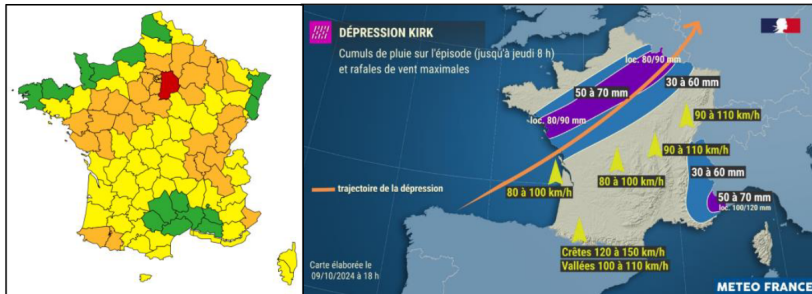 DÉPRESSION KIRK
Cumuls de pluie sur l'épisode (jusqu'à jeudi 8 h)
et rafales de vent maximales
loc. 80/90 mm
50 à 70 mm
30 à 60 mm
loc. 80/90 mm
90 à 110 km/h
90 à 110 km/h
30 à 60 mm
80 à 100 km/h
trajectoire de la dépression
80 à 100 km/h
50 à 70 mm
loc. 100/120 mm
Crêtes 120 à 150 km/h
Vallées 100 à 110 km/h
Carte élaborée le
09/10/2024 à 18 h
METEO FRANCE